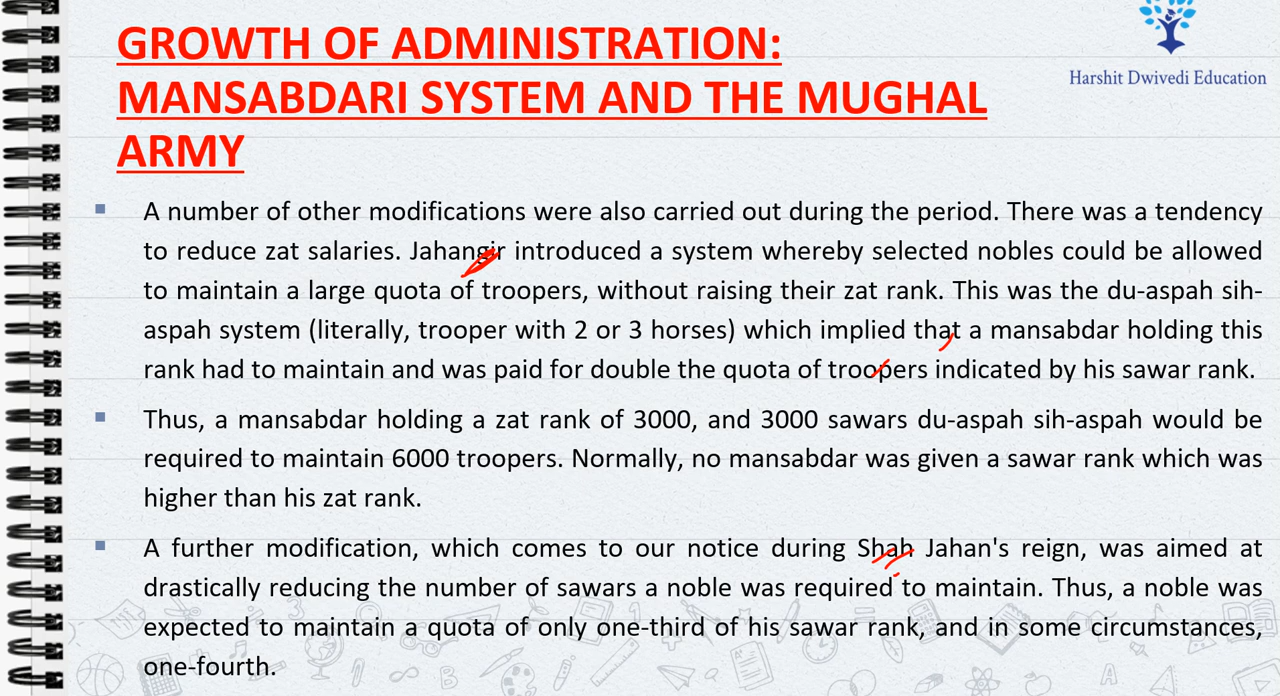 GROWTH OF ADMINISTRATION:
MANSABDARI SYSTEM AND THE MUGHAL
ARMY
Harshit Dwivedi Education
▪ A number of other modifications were also carried out during the period. There was a tendency
to reduce zat salaries. Jahangir introduced a system whereby selected nobles could be allowed
to maintain a large quota of troopers, without raising their zat rank. This was the du-aspah sih-
aspah system (literally, trooper with 2 or 3 horses) which implied that a mansabdar holding this
rank had to maintain and was paid for double the quota of troopers indicated by his sawar rank.
▪ Thus, a mansabdar holding a zat rank of 3000, and 3000 sawars du-aspah sih-aspah would be
required to maintain 6000 troopers. Normally, no mansabdar was given a sawar rank which was
higher than his zat rank.
▪ A further modification, which comes to our notice during Shah Jahan's reign, was aimed at
drastically reducing the number of sawars a noble was required to maintain. Thus, a noble was
expected to maintain a quota of only one-third of his sawar rank, and in some circumstances,
one-fourth.